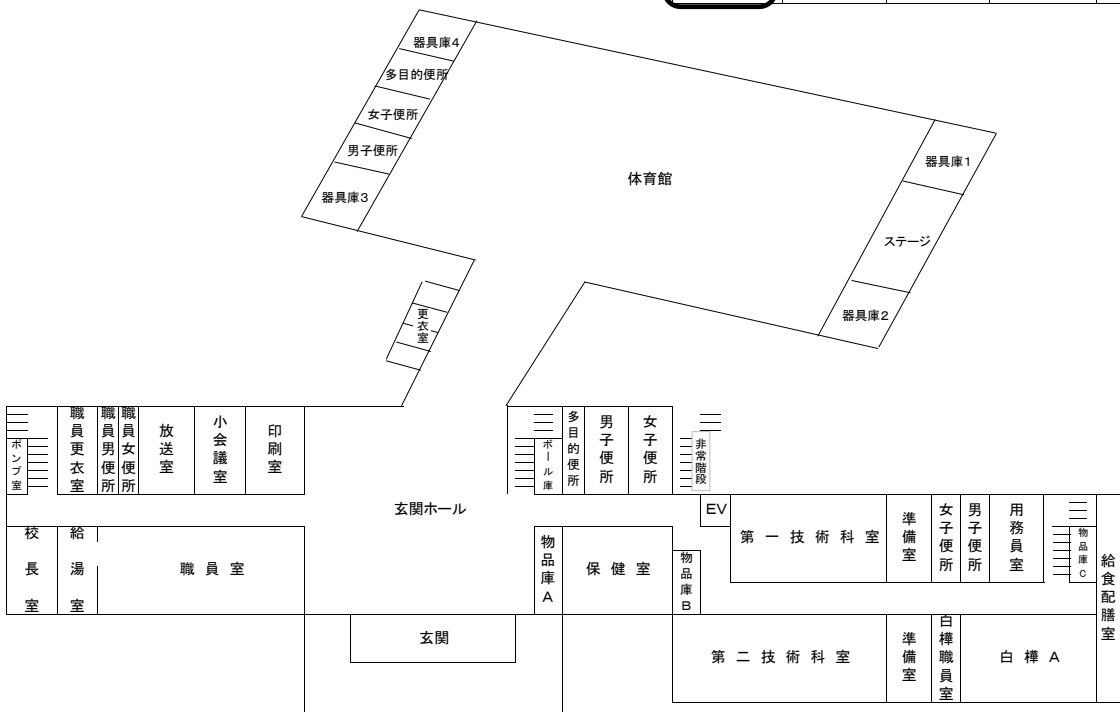 器具庫4
多目的便所
女子便所
男子便所
器具庫3
体育館
器具庫1
ステージ
器具庫2
更衣室
ポンプ室
職員更衣室
職員男便所
職員女便所
放送室
小会議室
印刷室
ボール庫
多目的便所
男子便所
女子便所
非常階段
玄関ホール
EV
第一技術科室
準備室
女子便所
男子便所
用務員室
物品庫C
給食配膳室
校長室
給湯室
職員室
物品庫A
保健室
物品庫B
玄関
第二技術科室
準備室
白樺職員室
白樺A